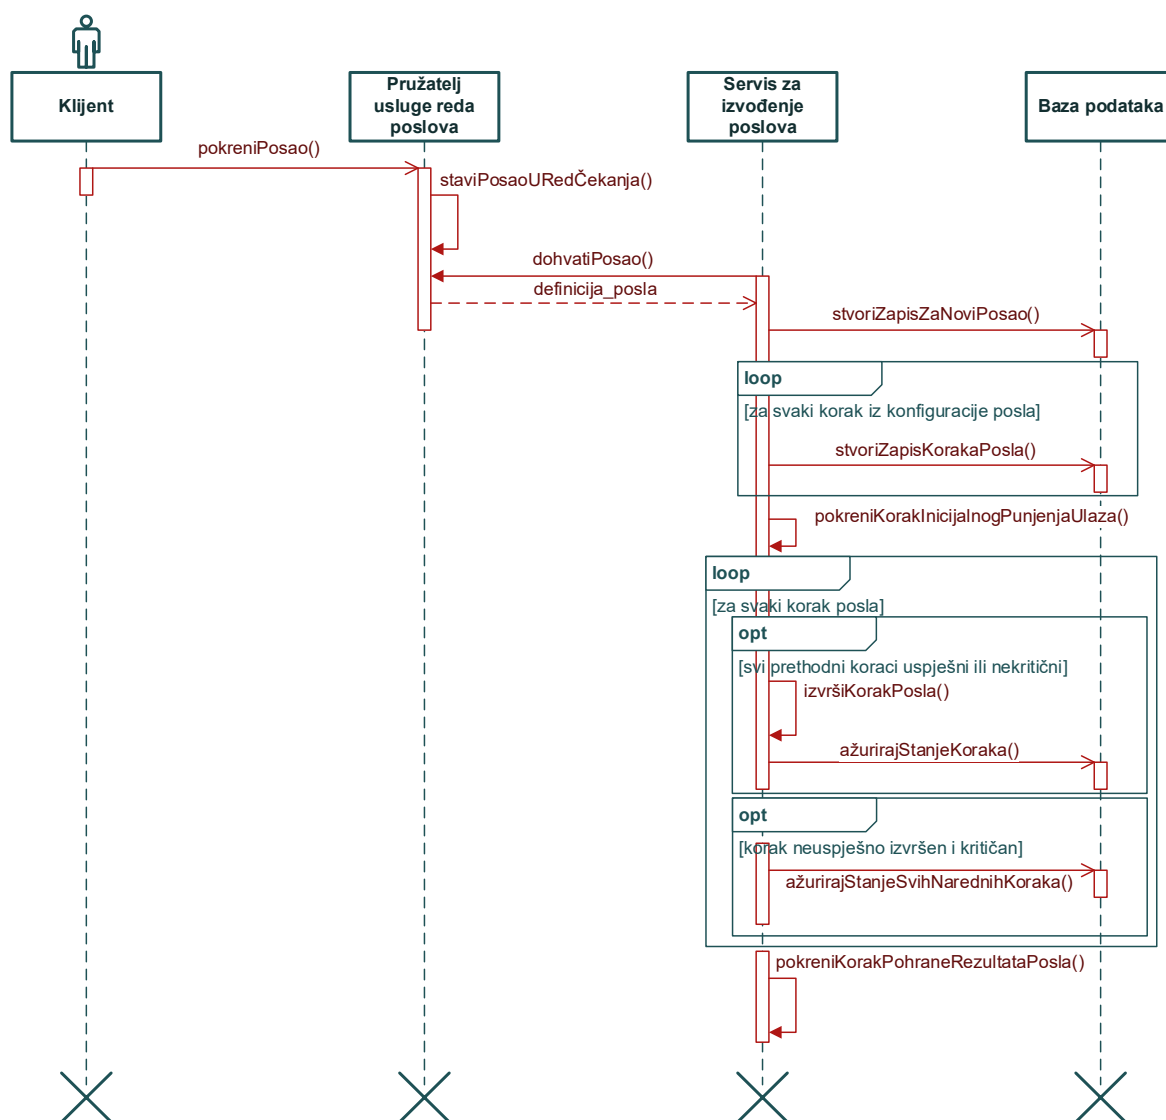 Klijent
Pružatelj
usluge reda
poslova
Servis za
izvođenje
poslova
Baza podataka
pokreniPosao()
staviPosaoURedČekanja()
dohvatiPosao()
definicija_posla
stvoriZapisZaNoviPosao()
loop
[za svaki korak iz konfiguracije posla]
stvoriZapisKorakaPosla()
pokreniKorakInicijalnogPunjenjaUlaza()
loop
[za svaki korak posla]
opt
[svi prethodni koraci uspješni ili nekritični]
izvršiKorakPosla()
ažurirajStanjeKoraka()
opt
[korak neuspješno izvršen i kritičan]
ažurirajStanjeSvihNarednihKoraka()
pokreniKorakPohraneRezultataPosla()